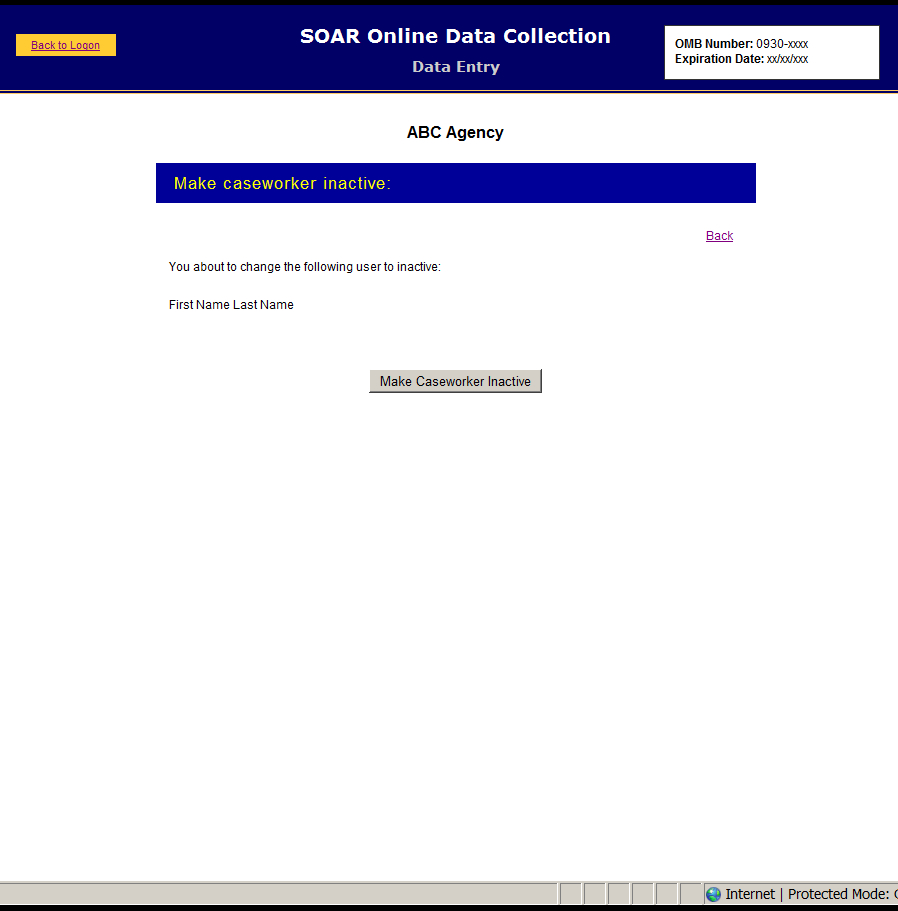 Back to Logon
SOAR Online Data Collection
Data Entry
OMB Number: 0930-xxxx
Expiration Date: xx/xx/xxx
ABC Agency
Make caseworker inactive:
Back
You about to change the following user to inactive:
First Name Last Name
Make Caseworker Inactive
Internet | Protected Mode: